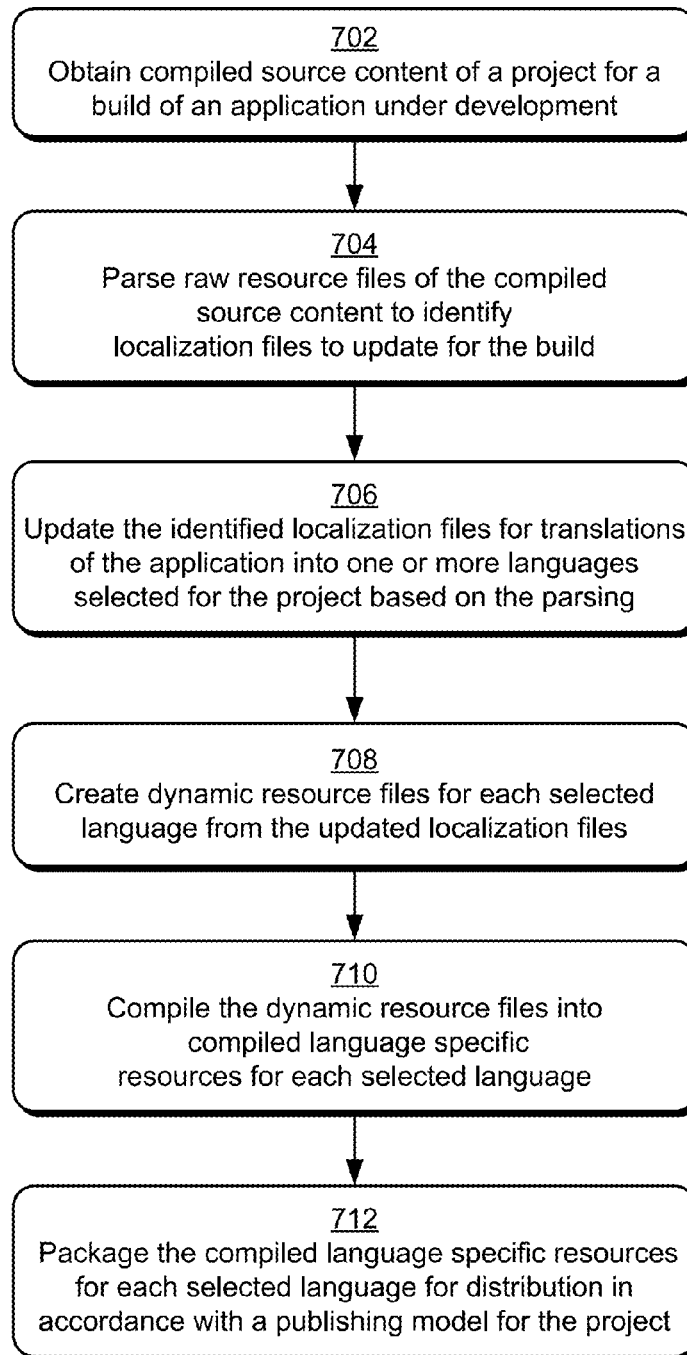 702
Obtain compiled source content of a project for a
build of an application under development
704
Parse raw resource files of the compiled
source content to identify
localization files to update for the build
706
Update the identified localization files for translations
of the application into one or more languages
selected for the project based on the parsing
708
Create dynamic resource files for each selected
language from the updated localization files
710
Compile the dynamic resource files into
compiled language specific
resources for each selected language
712
Package the compiled language specific resources
for each selected language for distribution in
accordance with a publishing model for the project